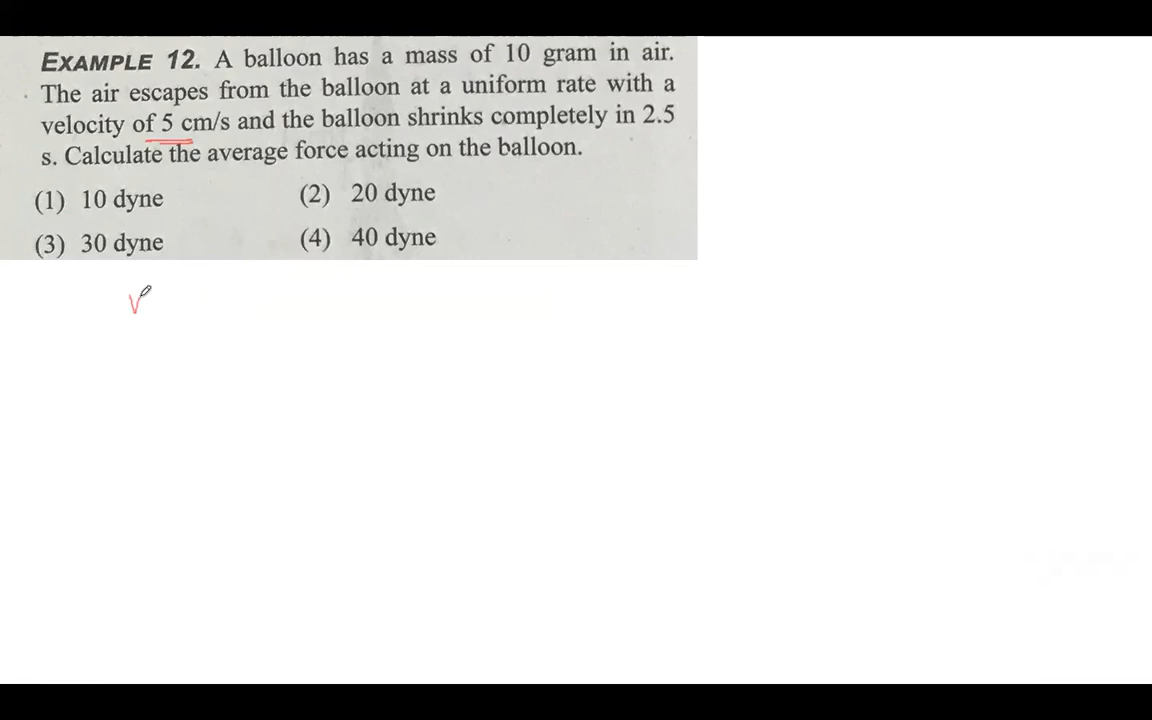 EXAMPLE 12. A balloon has a mass of 10 gram in air.
The air escapes from the balloon at a uniform rate with a
velocity of 5 cm/s and the balloon shrinks completely in 2.5
s. Calculate the average force acting on the balloon.
(1) 10 dyne (2) 20 dyne
(3) 30 dyne (4) 40 dyne
V